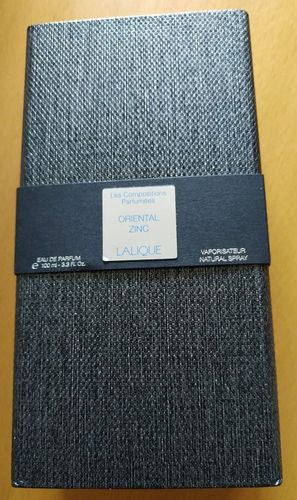 Les Compositions
Parfumées
ORIENTAL
ZINC
LALIQUE
EAU DE PARFUM
℮ 100 ml - 3.3 Fl. Oz.
VAPORISATEUR
NATURAL SPRAY